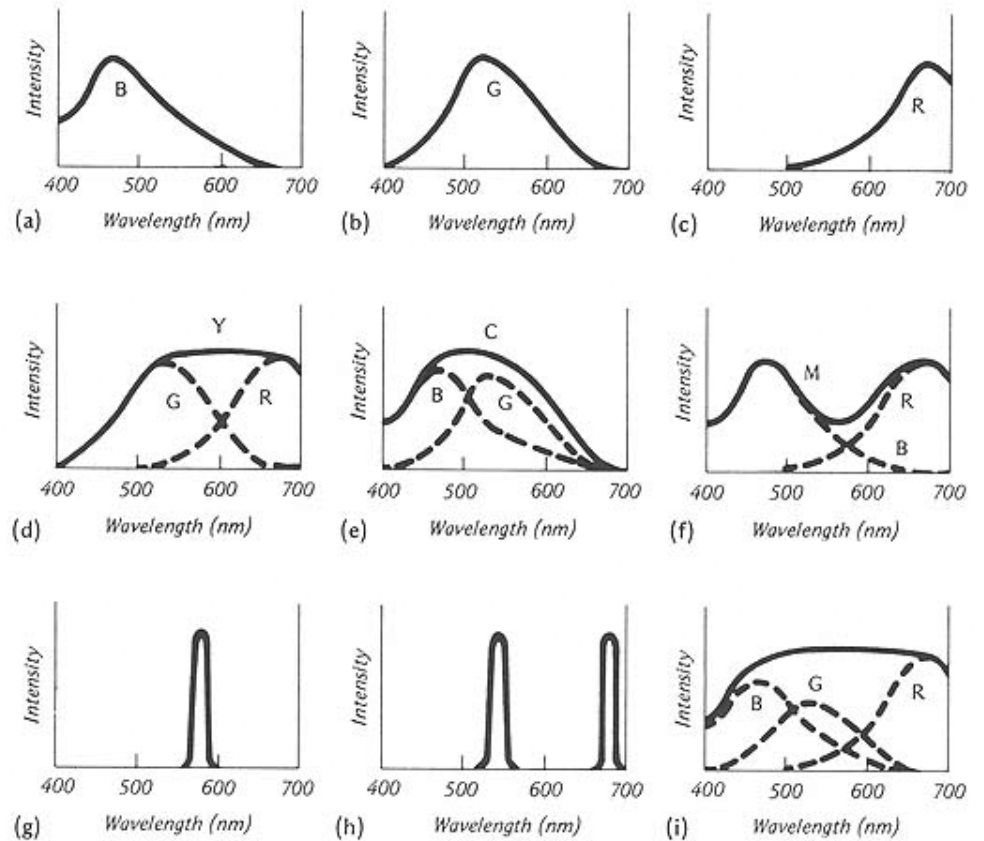 Intensity
B
400 500 600 700
(a) Wavelength (nm)
Intensity
G
400 500 600 700
(b) Wavelength (nm)
Intensity
R
400 500 600 700
(c) Wavelength (nm)
Intensity
Y
G R
400 500 600 700
(d) Wavelength (nm)
Intensity
C
B G
400 500 600 700
(e) Wavelength (nm)
Intensity
M
R
B
400 500 600 700
(f) Wavelength (nm)
Intensity
400 500 600 700
(g) Wavelength (nm)
Intensity
400 500 600 700
(h) Wavelength (nm)
Intensity
B G R
400 500 600 700
(i) Wavelength (nm)